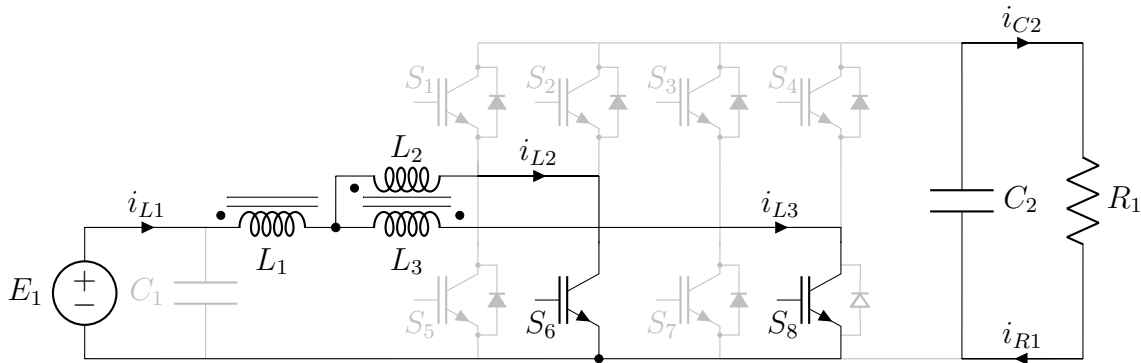 i_{C2}
S_1 S_2 S_3 S_4
L_2 i_{L2}
i_{L1} i_{L3} C_2 R_1
L_1 L_3
E_1 + − C_1
S_5 S_6 S_7 S_8
i_{R1}